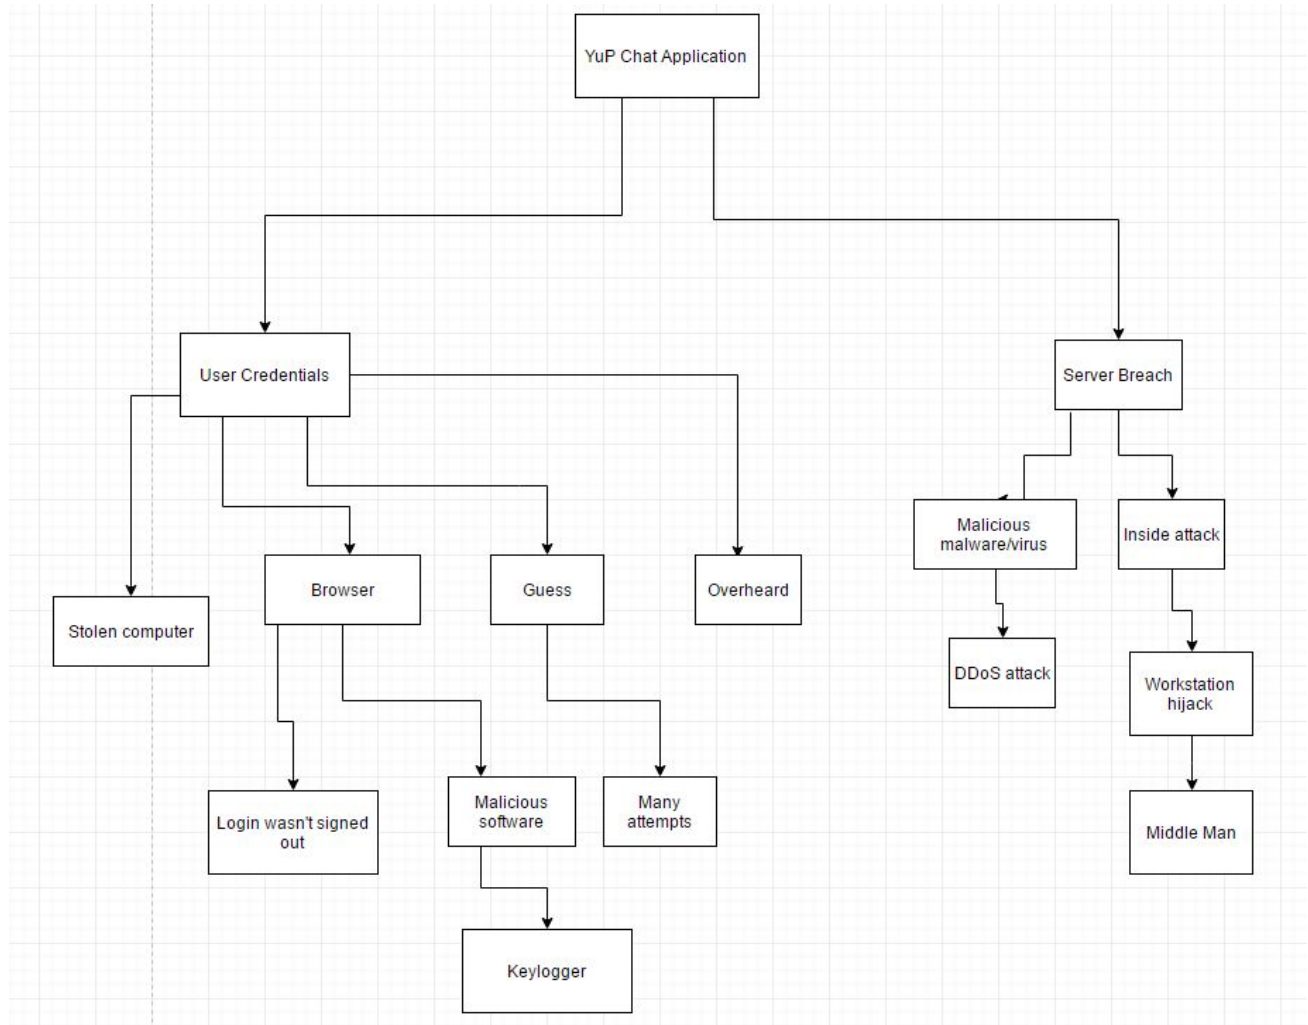 YuP Chat Application
User Credentials
Server Breach
Malicious
malware/virus
Inside attack
Browser
Guess
Overheard
Stolen computer
DDoS attack
Workstation
hijack
Login wasn't signed
out
Malicious
software
Many
attempts
Middle Man
Keylogger